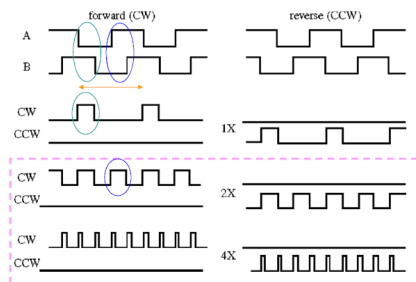 forward (CW) reverse (CCW)
A
B
CW
CCW 1X
CW
CCW 2X
CW
CCW 4X